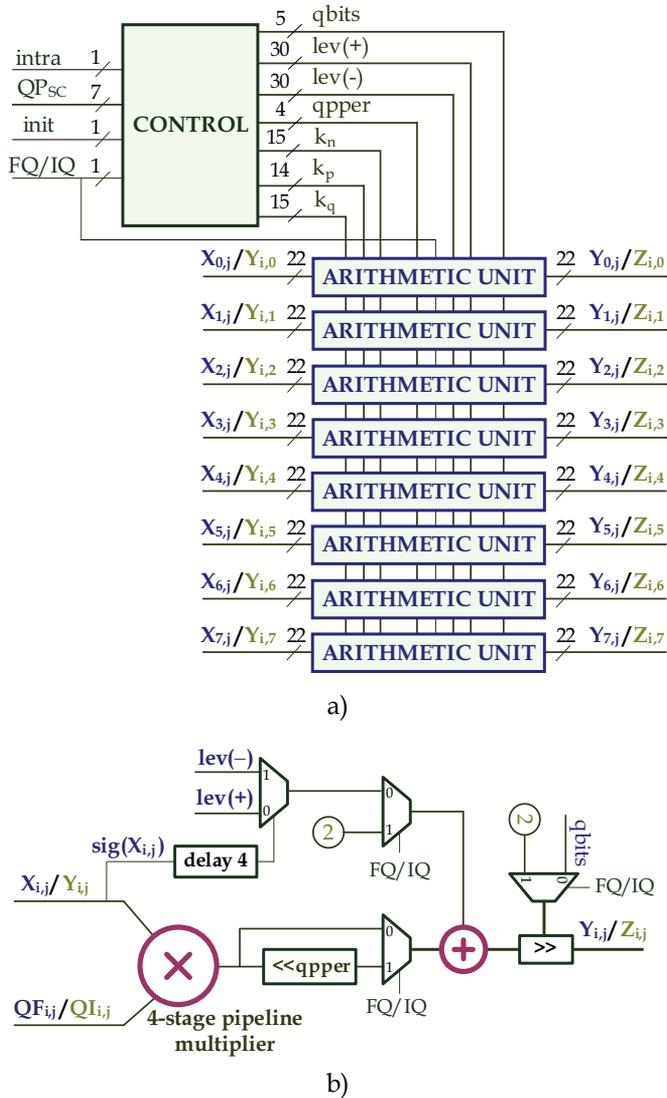 5 qbits
30 lev(+)
30 lev(-)
4 qpper
15 kn
14 kp
15 kq
intra 1
QPSC 7
init 1
FQ/IQ 1
CONTROL
X0,j/Yi,0 22 ARITHMETIC UNIT 22 Y0,j/Zi,0
X1,j/Yi,1 22 ARITHMETIC UNIT 22 Y1,j/Zi,1
X2,j/Yi,2 22 ARITHMETIC UNIT 22 Y2,j/Zi,2
X3,j/Yi,3 22 ARITHMETIC UNIT 22 Y3,j/Zi,3
X4,j/Yi,4 22 ARITHMETIC UNIT 22 Y4,j/Zi,4
X5,j/Yi,5 22 ARITHMETIC UNIT 22 Y5,j/Zi,5
X6,j/Yi,6 22 ARITHMETIC UNIT 22 Y6,j/Zi,6
X7,j/Yi,7 22 ARITHMETIC UNIT 22 Y7,j/Zi,7
a)
lev(−) 1
lev(+) 0
0
2 1
FQ/IQ
sig(Xi,j) delay 4
2 qbits
1 0
FQ/IQ
Xi,j/Yi,j
×
0
<<qpper 1
FQ/IQ
+
>>
Yi,j/Zi,j
QFi,j/QIi,j
4-stage pipeline
multiplier
b)